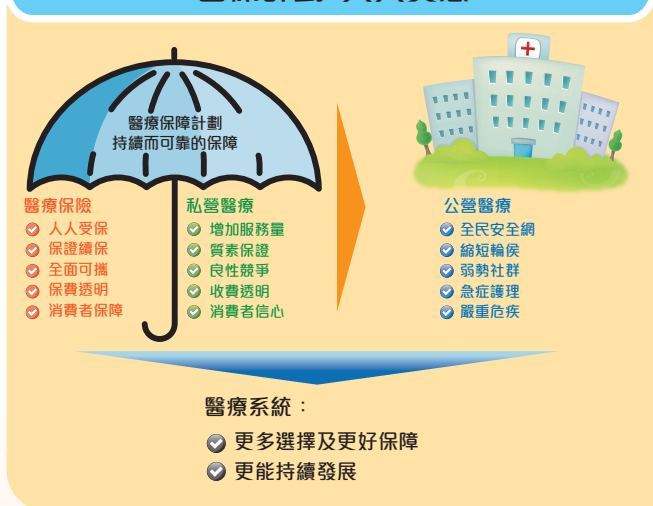 醫療保障計劃
持續而可靠的保障
醫療保險
人人受保
保證續保
全面可攜
保費透明
消費者保障
私營醫療
增加服務量
質素保證
良性競爭
收費透明
消費者信心
公營醫療
全民安全網
縮短輪侯
弱勢社群
急症護理
嚴重危疾
醫療系統：
更多選擇及更好保障
更能持續發展